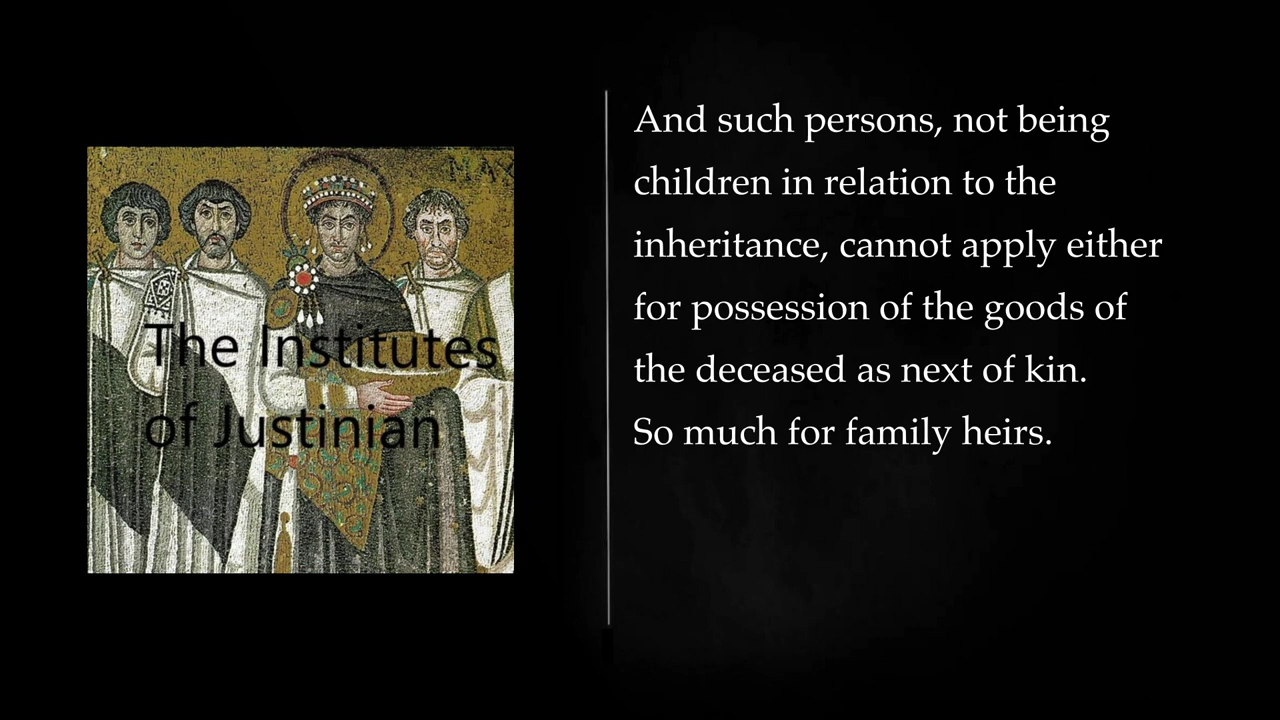 MAX
The Institutes
of Justinian
And such persons, not being
children in relation to the
inheritance, cannot apply either
for possession of the goods of
the deceased as next of kin.
So much for family heirs.